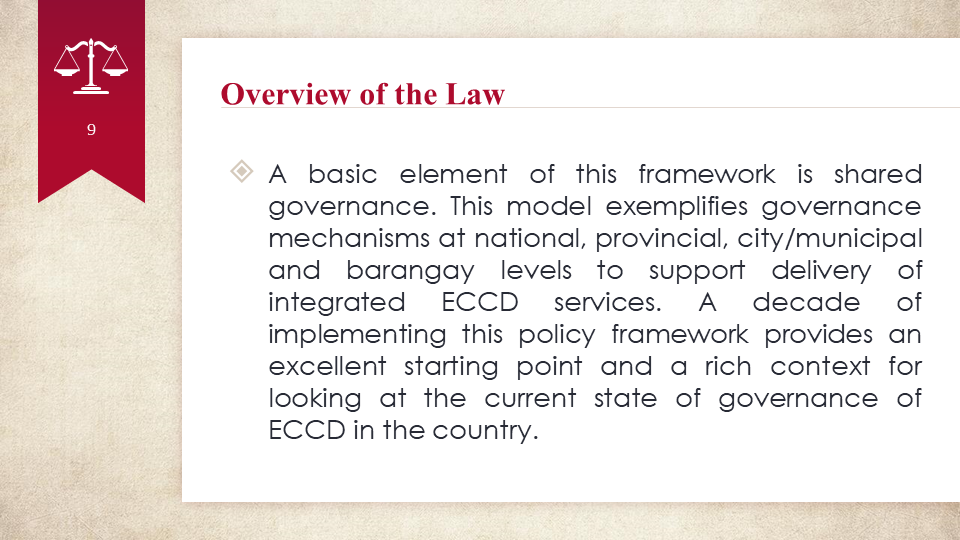 9
Overview of the Law
A basic element of this framework is shared
governance. This model exemplifies governance
mechanisms at national, provincial, city/municipal
and barangay levels to support delivery of
integrated ECCD services. A decade of
implementing this policy framework provides an
excellent starting point and a rich context for
looking at the current state of governance of
ECCD in the country.